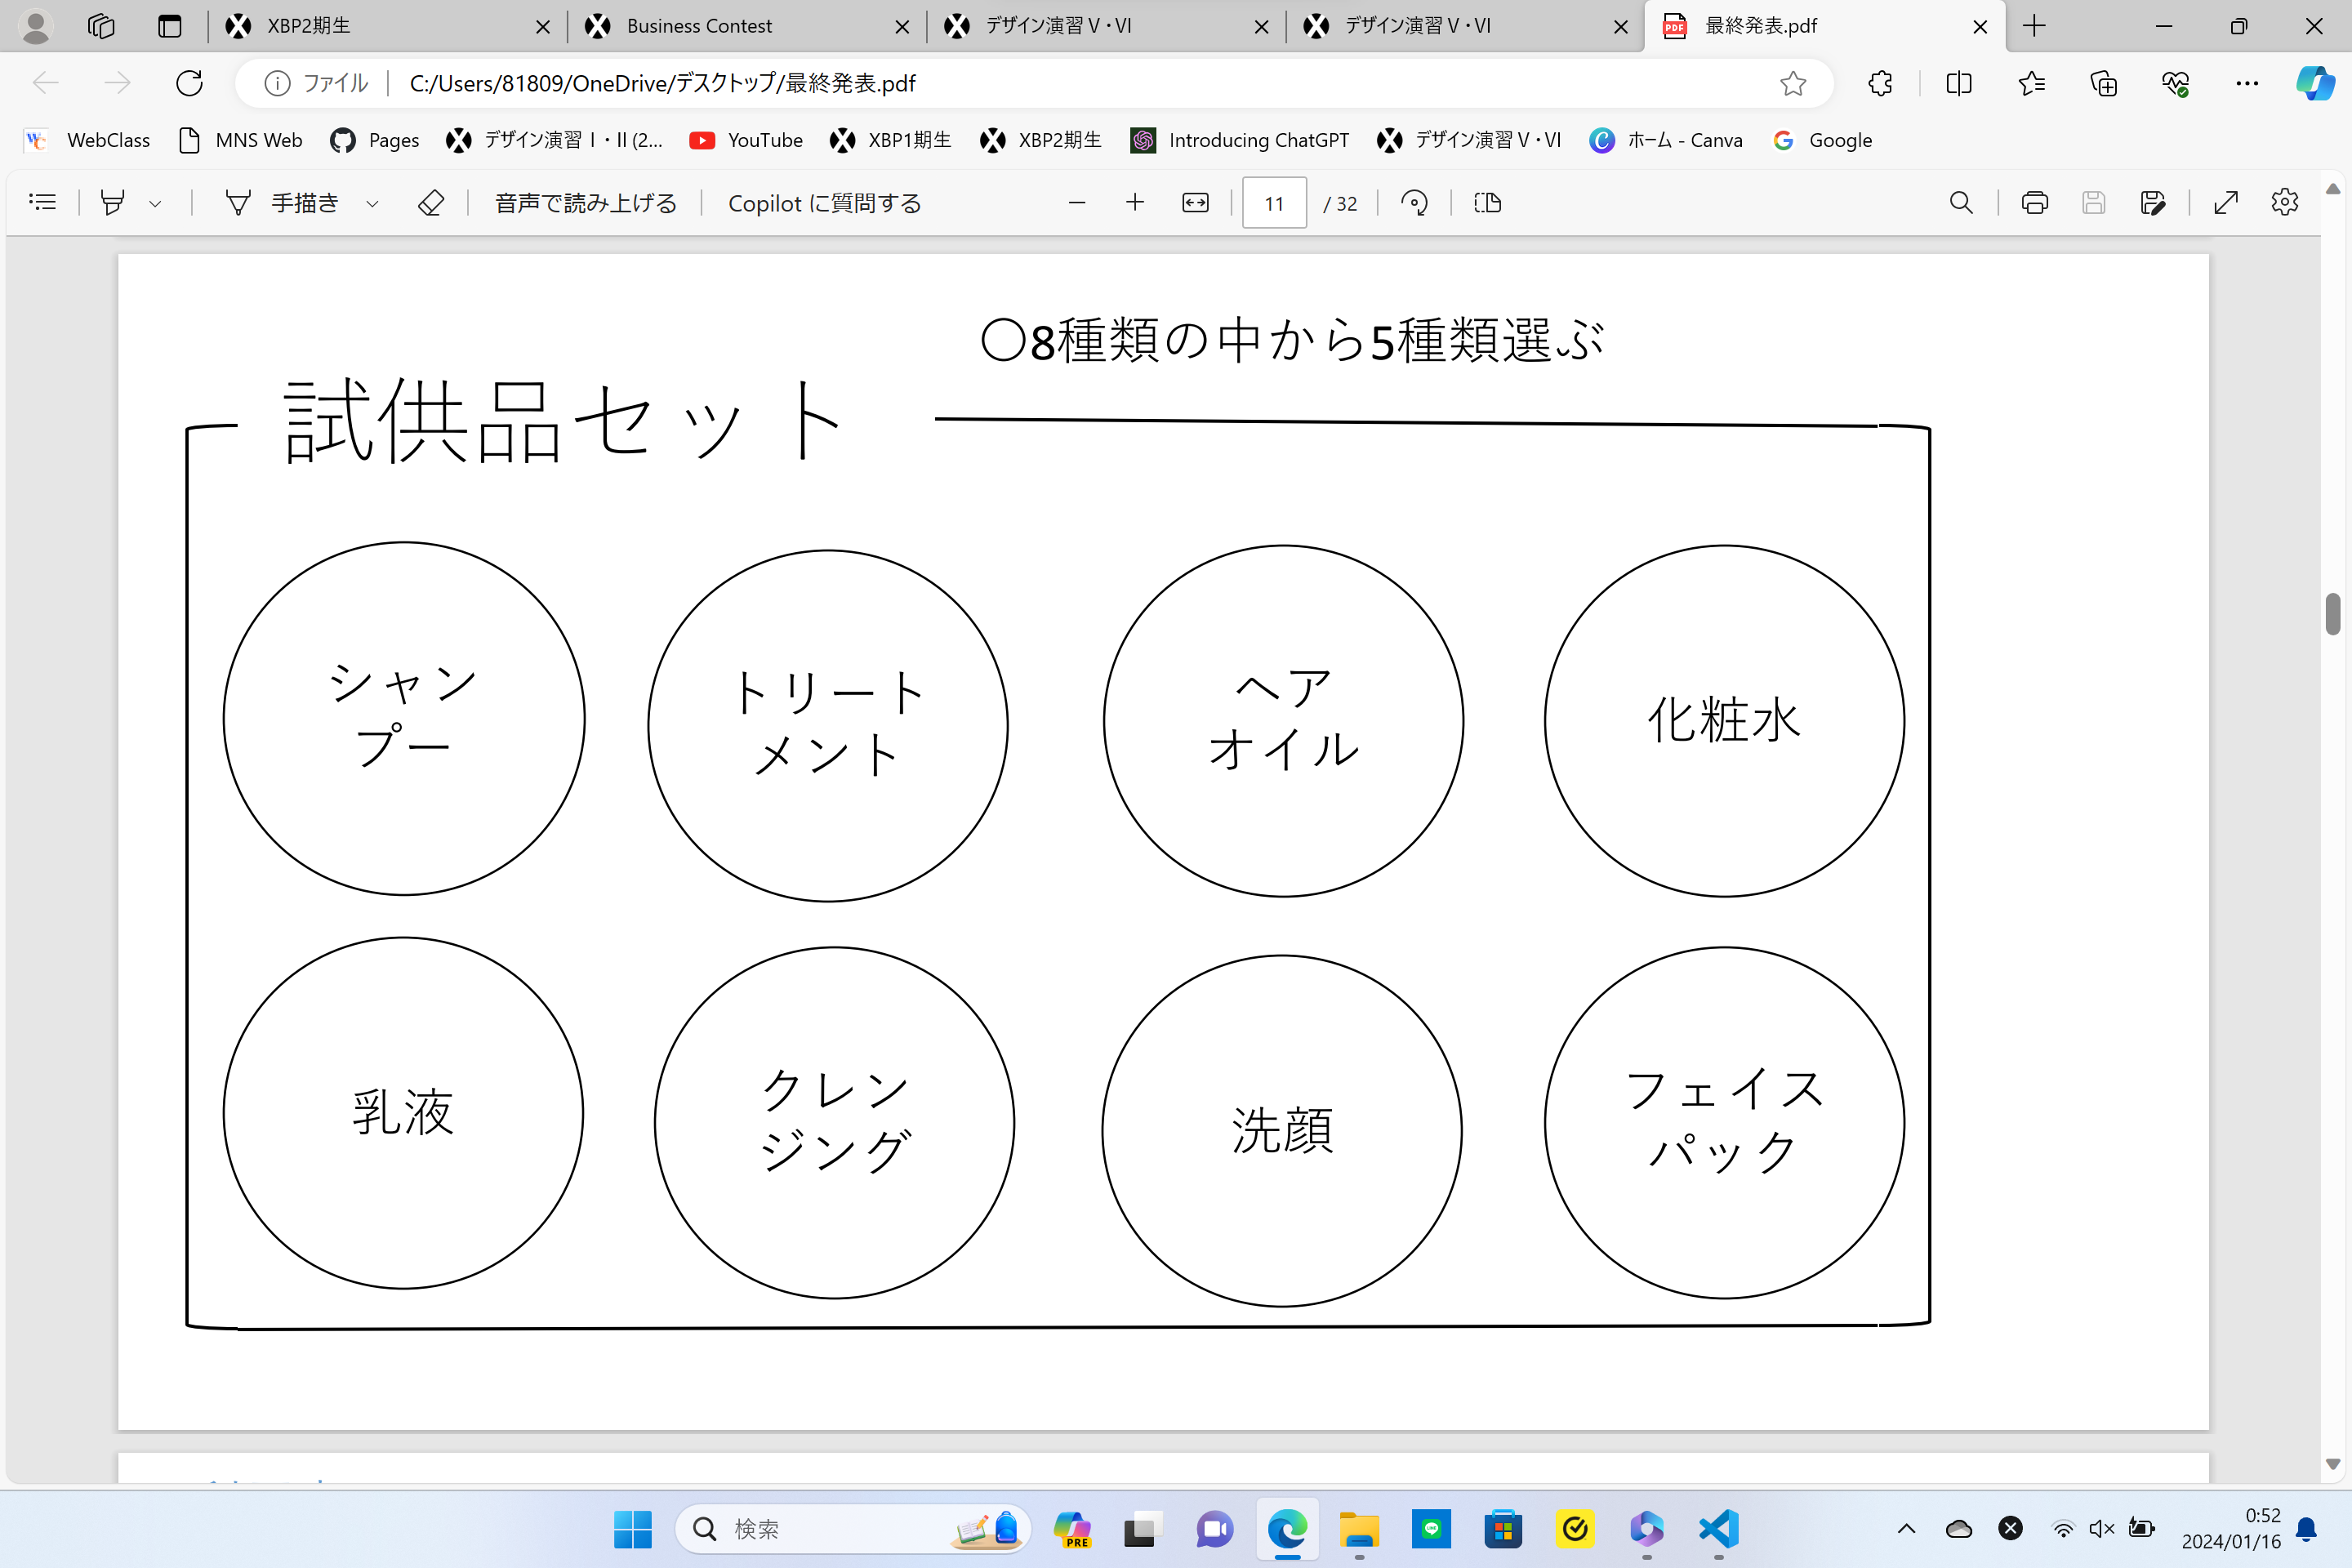 XBP2期生
Business Contest
デザイン演習Ⅴ・Ⅵ
デザイン演習Ⅴ・Ⅵ
最終発表.pdf
ファイル
C:/Users/81809/OneDrive/デスクトップ/最終発表.pdf
WebClass
MNS Web
Pages
デザイン演習Ⅰ・Ⅱ(2...
YouTube
XBP1期生
XBP2期生
Introducing ChatGPT
デザイン演習Ⅴ・Ⅵ
ホーム - Canva
Google
手描き
音声で読み上げる
Copilot に質問する
11
/ 32
〇8種類の中から5種類選ぶ
試供品セット
シャン
プー
トリート
メント
ヘア
オイル
化粧水
乳液
クレン
ジング
洗顔
フェイス
パック
検索
PRE
0:52
2024/01/16